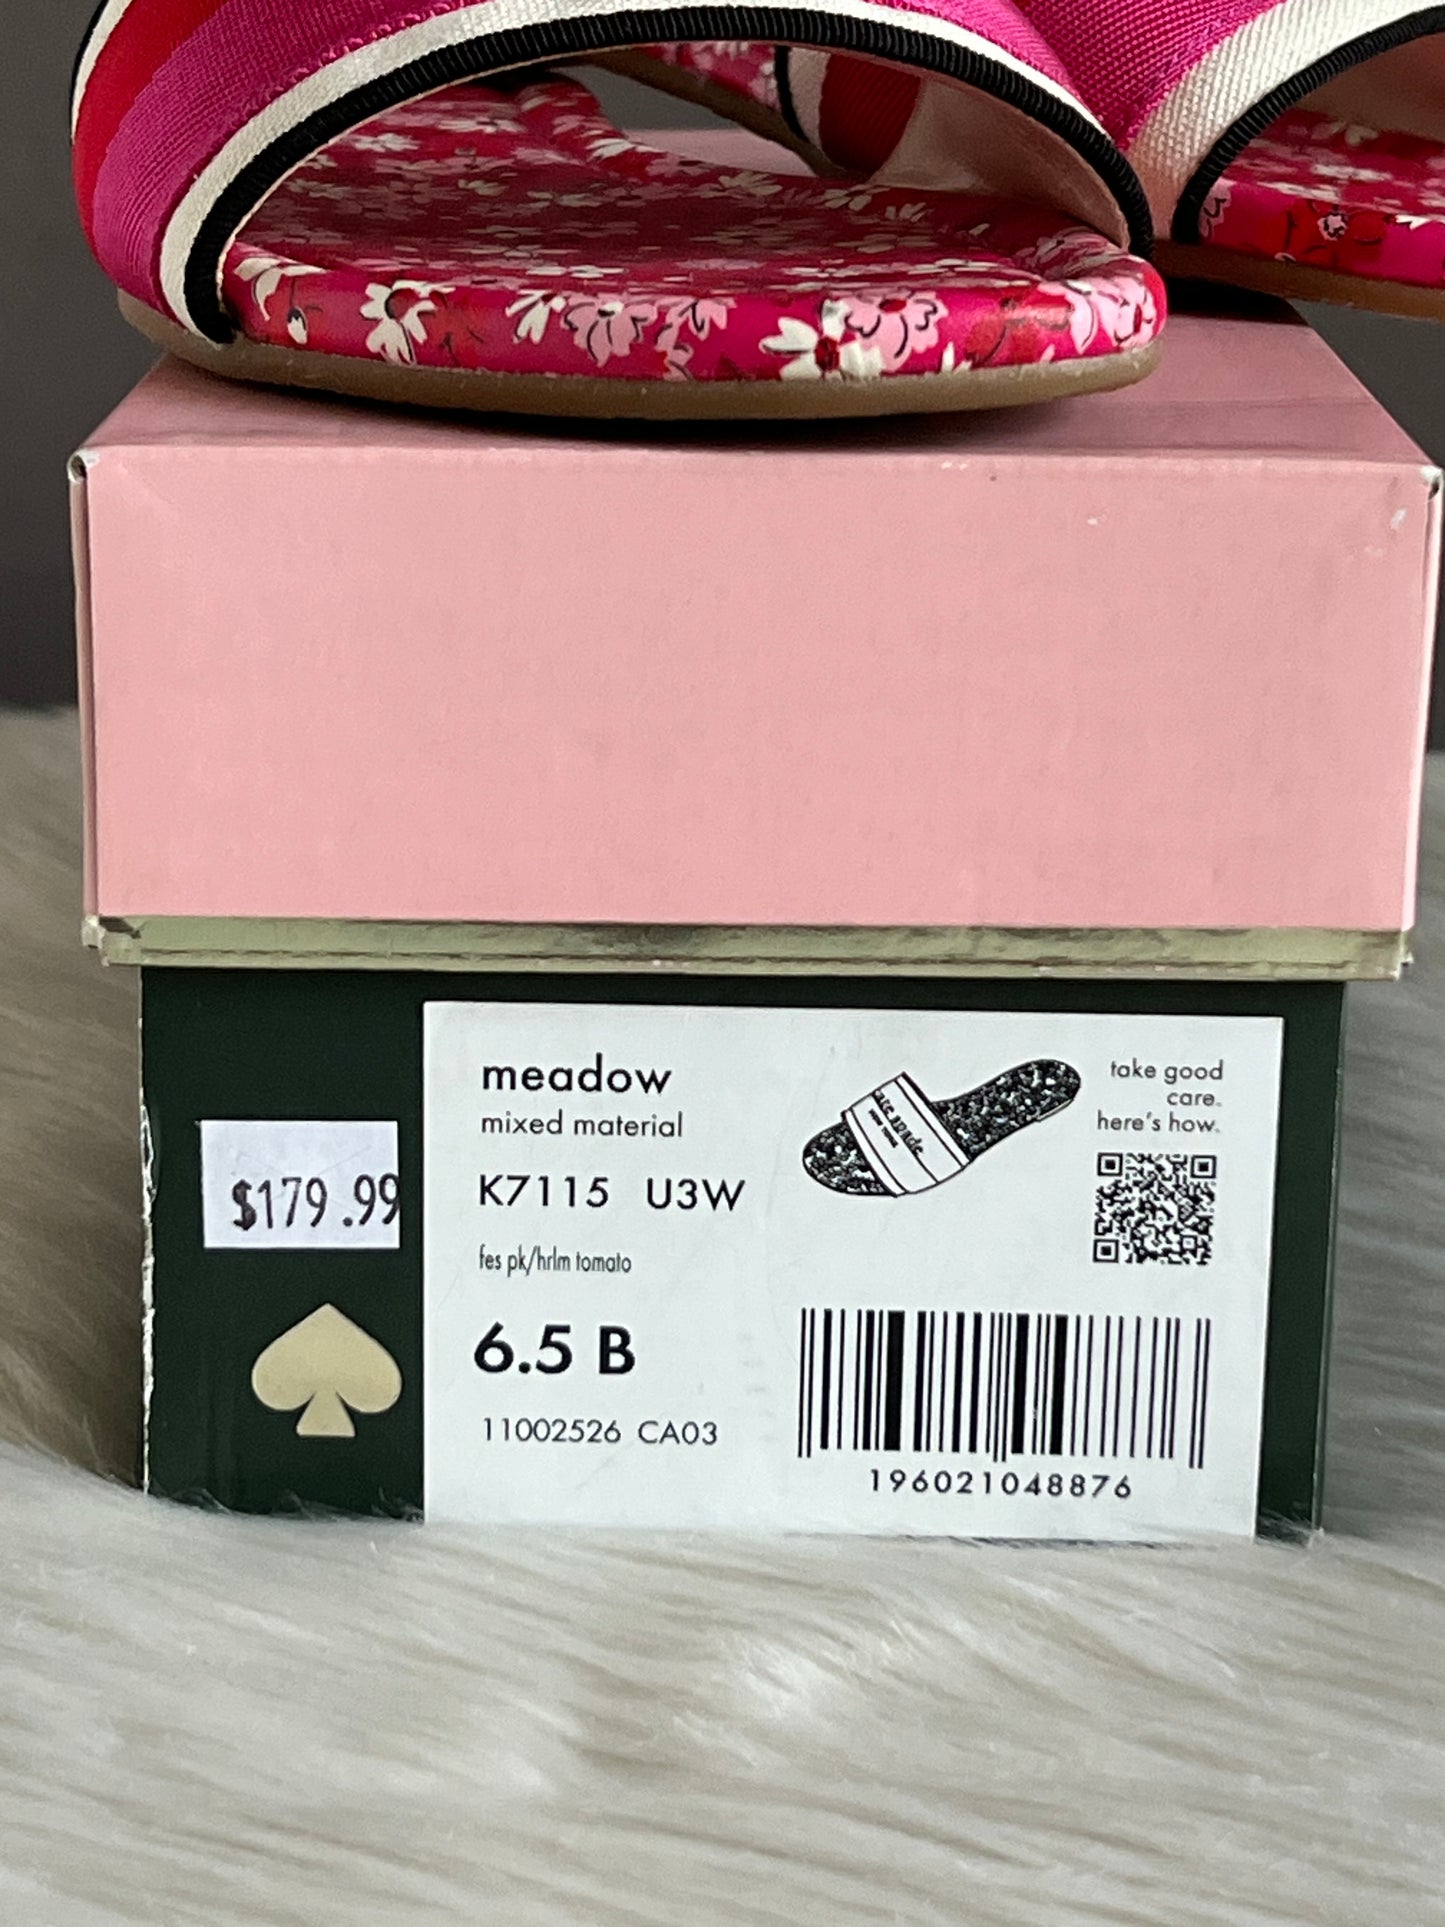 $179.99
meadow
mixed material
K7115 U3W
fes pk/hrlm tomato
6.5 B
11002526 CA03
take good
care.
here's how.
196021048876